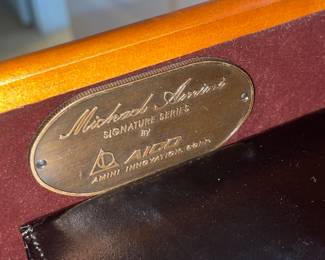 Michael Amini
SIGNATURE SERIES
BY
AICO
AMINI INNOVATION CORP.